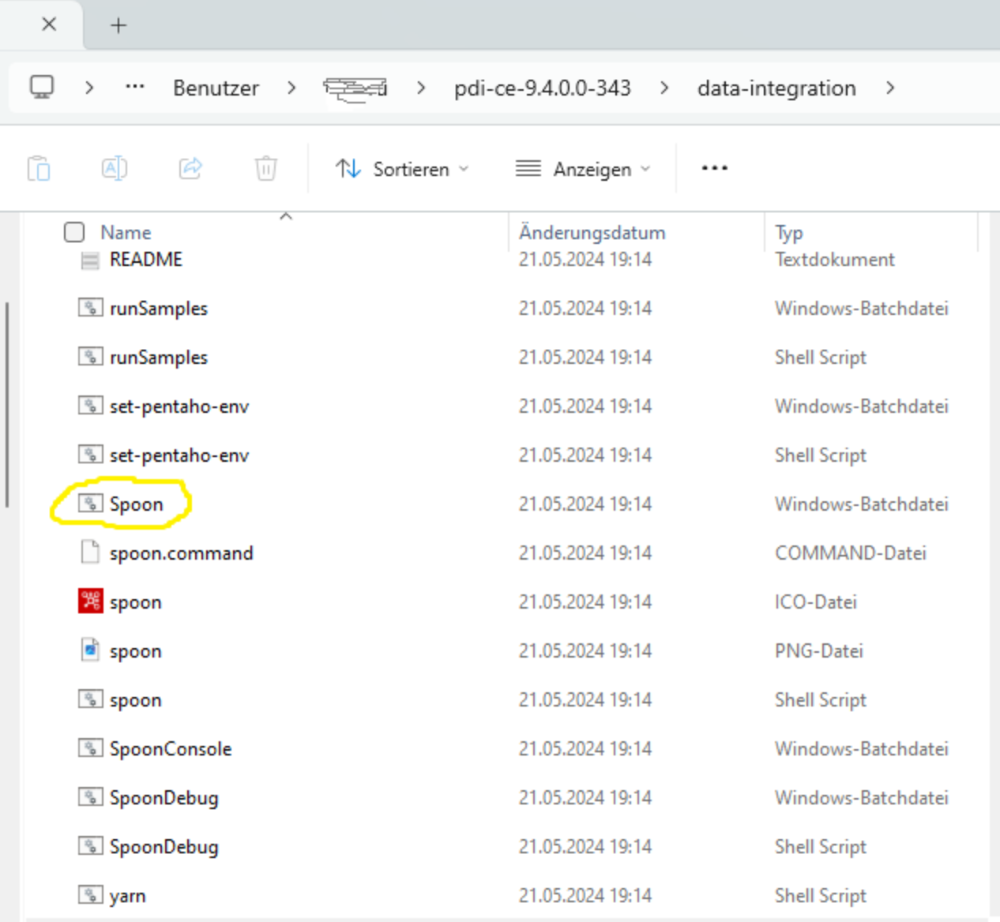 Benutzer pdi-ce-9.4.0.0-343 data-integration
Sortieren Anzeigen
Name Änderungsdatum Typ
README 21.05.2024 19:14 Textdokument
runSamples 21.05.2024 19:14 Windows-Batchdatei
runSamples 21.05.2024 19:14 Shell Script
set-pentaho-env 21.05.2024 19:14 Windows-Batchdatei
set-pentaho-env 21.05.2024 19:14 Shell Script
Spoon 21.05.2024 19:14 Windows-Batchdatei
spoon.command 21.05.2024 19:14 COMMAND-Datei
spoon 21.05.2024 19:14 ICO-Datei
spoon 21.05.2024 19:14 PNG-Datei
spoon 21.05.2024 19:14 Shell Script
SpoonConsole 21.05.2024 19:14 Windows-Batchdatei
SpoonDebug 21.05.2024 19:14 Windows-Batchdatei
SpoonDebug 21.05.2024 19:14 Shell Script
yarn 21.05.2024 19:14 Shell Script